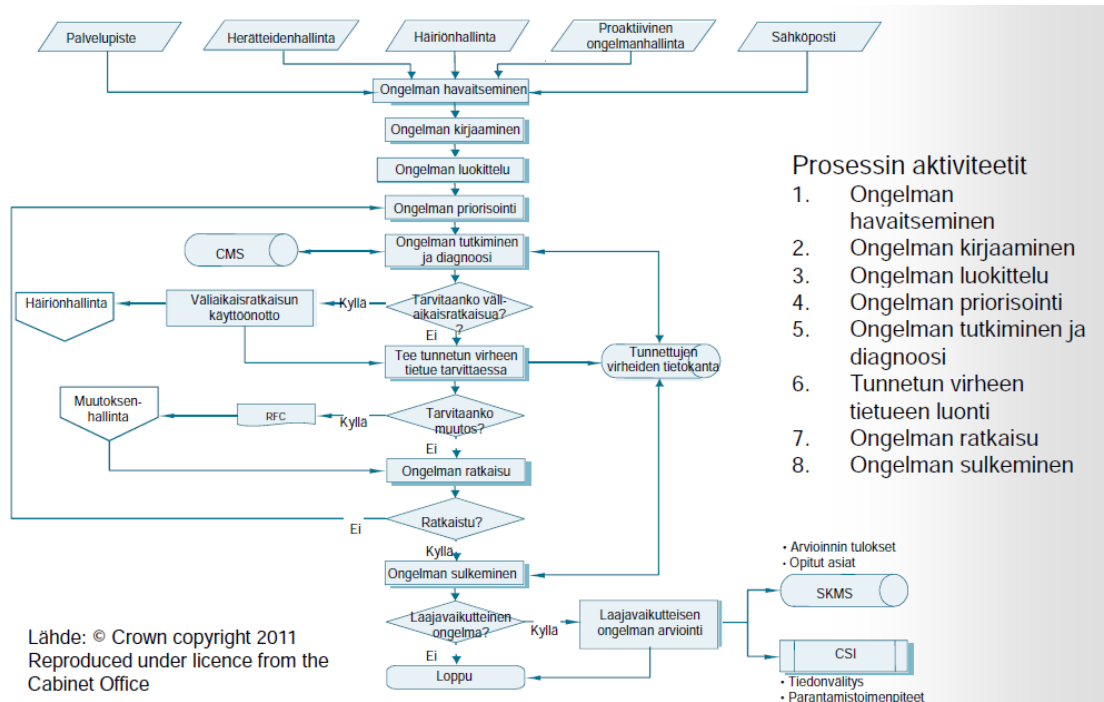 Palvelupiste
Herätteidenhallinta
Häiriönhallinta
Proaktiivinen
ongelmanhallinta
Sähköposti
Ongelman havaitseminen
Ongelman kirjaaminen
Ongelman luokittelu
Ongelman priorisointi
CMS
Ongelman tutkiminen
ja diagnoosi
Häiriönhallinta
Väliaikaisratkaisun
käyttöönotto
Kyllä
Tarvitaanko väli-
aikaisratkaisua?
?
Ei
Tee tunnetun virheen
tietue tarvittaessa
Tunnettujen
virheiden tietokanta
Muutoksen-
hallinta
RFC
Kyllä
Tarvitaanko
muutos?
Ei
Ongelman ratkaisu
Ratkaistu?
Ei
Kyllä
Ongelman sulkeminen
Laajavaikutteinen
ongelma?
Kyllä
Laajavaikutteisen
ongelman arviointi
Ei
Loppu
• Arvioinnin tulokset
• Opitut asiat
SKMS
CSI
• Tiedonvälitys
• Parantamistoimenpiteet
Prosessin aktiviteetit
1. Ongelman
havaitseminen
2. Ongelman kirjaaminen
3. Ongelman luokittelu
4. Ongelman priorisointi
5. Ongelman tutkiminen ja
diagnoosi
6. Tunnetun virheen
tietueen luonti
7. Ongelman ratkaisu
8. Ongelman sulkeminen
Lähde: © Crown copyright 2011
Reproduced under licence from the
Cabinet Office